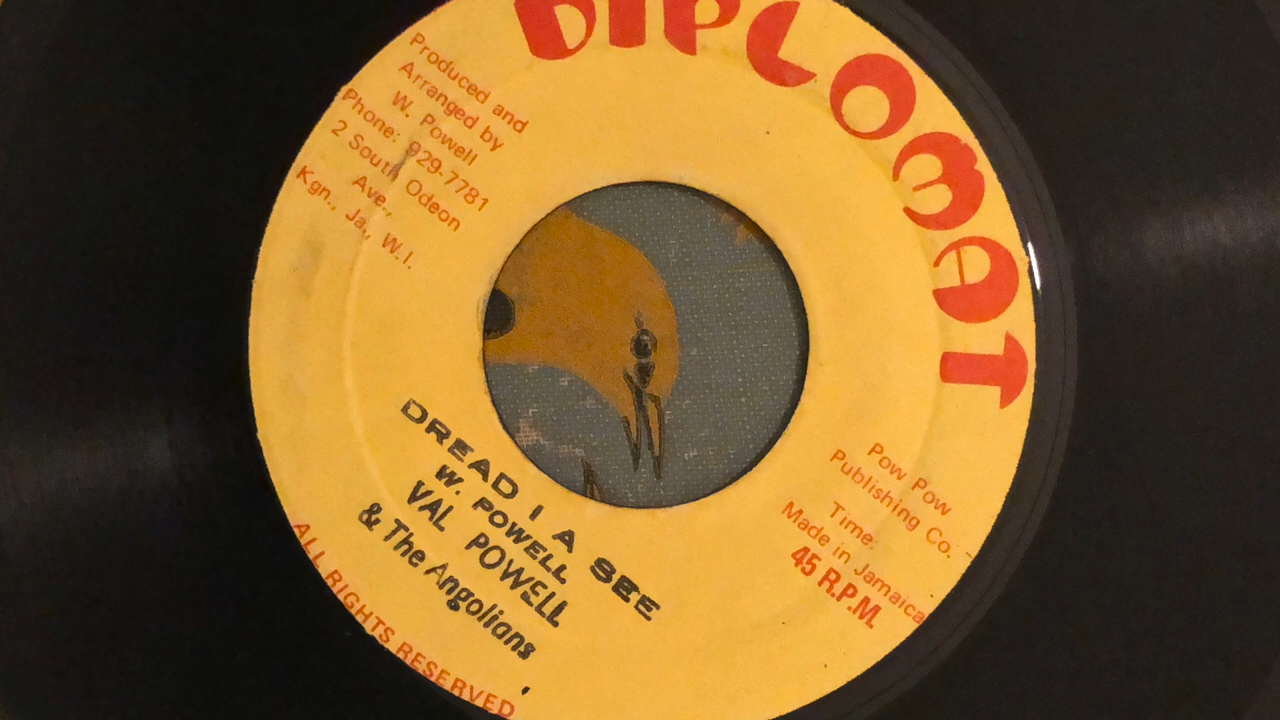 DIPLOMAT
Produced and
Arranged by
W. Powell
Phone: 929-7781
2 South Odeon
Ave.,
Kgn., Ja., W.I.
Pow Pow
Publishing Co.
Time:
Made in Jamaica
45 R.P.M.
DREAD I A SEE
W. POWELL
VAL POWELL
& The Angolians
ALL RIGHTS RESERVED